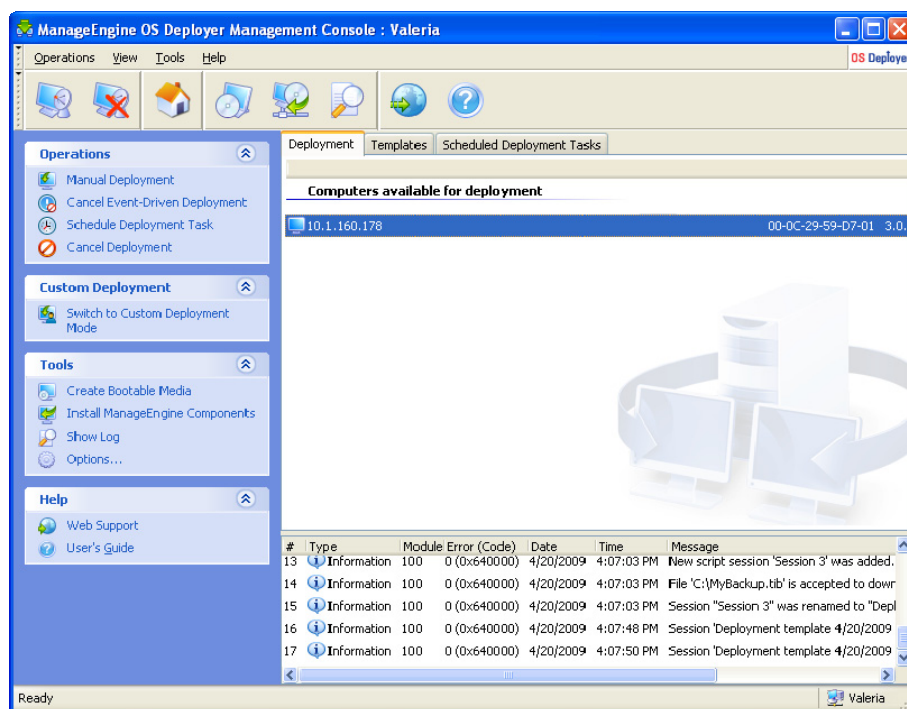 ManageEngine OS Deployer Management Console : Valeria
Operations View Tools Help
OS Deploye
Deployment Templates Scheduled Deployment Tasks
Operations
Manual Deployment
Cancel Event-Driven Deployment
Schedule Deployment Task
Cancel Deployment
Custom Deployment
Switch to Custom Deployment
Mode
Tools
Create Bootable Media
Install ManageEngine Components
Show Log
Options...
Help
Web Support
User's Guide
Computers available for deployment
10.1.160.178 00-0C-29-59-D7-01 3.0.
# Type Module Error (Code) Date Time Message
13 Information 100 0 (0x640000) 4/20/2009 4:07:03 PM New script session 'Session 3' was added.
14 Information 100 0 (0x640000) 4/20/2009 4:07:03 PM File 'C:\MyBackup.tib' is accepted to down
15 Information 100 0 (0x640000) 4/20/2009 4:07:03 PM Session "Session 3" was renamed to "Depl
16 Information 100 0 (0x640000) 4/20/2009 4:07:48 PM Session 'Deployment template 4/20/2009
17 Information 100 0 (0x640000) 4/20/2009 4:07:50 PM Session 'Deployment template 4/20/2009
Ready Valeria